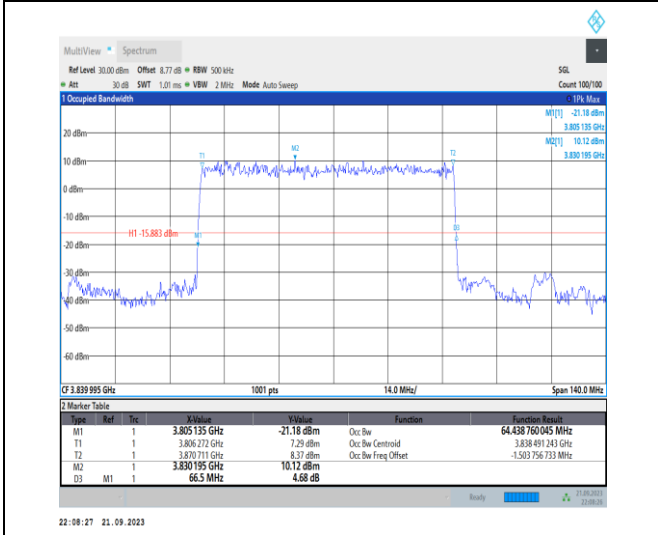 MultiView Spectrum
Ref Level 30.00 dBm Offset 8.77 dB RBW 500 kHz SGL
Att 30 dB SWT 1.01 ms VBW 2 MHz Mode Auto Sweep Count 100/100
1 Occupied Bandwidth 1Pk Max
M1[1] -21.18 dBm
3.805 135 GHz
M2[1] 10.12 dBm
3.830 195 GHz
20 dBm
T1 M2 T2
10 dBm
0 dBm
-10 dBm
H1 -15.883 dBm M1 D3
-20 dBm
-30 dBm
-40 dBm
-50 dBm
-60 dBm
CF 3.839 995 GHz 1001 pts 14.0 MHz/ Span 140.0 MHz
2 Marker Table
Type Ref Trc X-Value Y-Value Function Function Result
M1 1 3.805 135 GHz -21.18 dBm Occ Bw 64.438 760 045 MHz
T1 1 3.806 272 GHz 7.29 dBm Occ Bw Centroid 3.838 491 243 GHz
T2 1 3.870 711 GHz 8.37 dBm Occ Bw Freq Offset -1.503 756 733 MHz
M2 1 3.830 195 GHz 10.12 dBm
D3 M1 1 66.5 MHz 4.68 dB
Ready 21.09.2023
22:08:28
22:08:27 21.09.2023